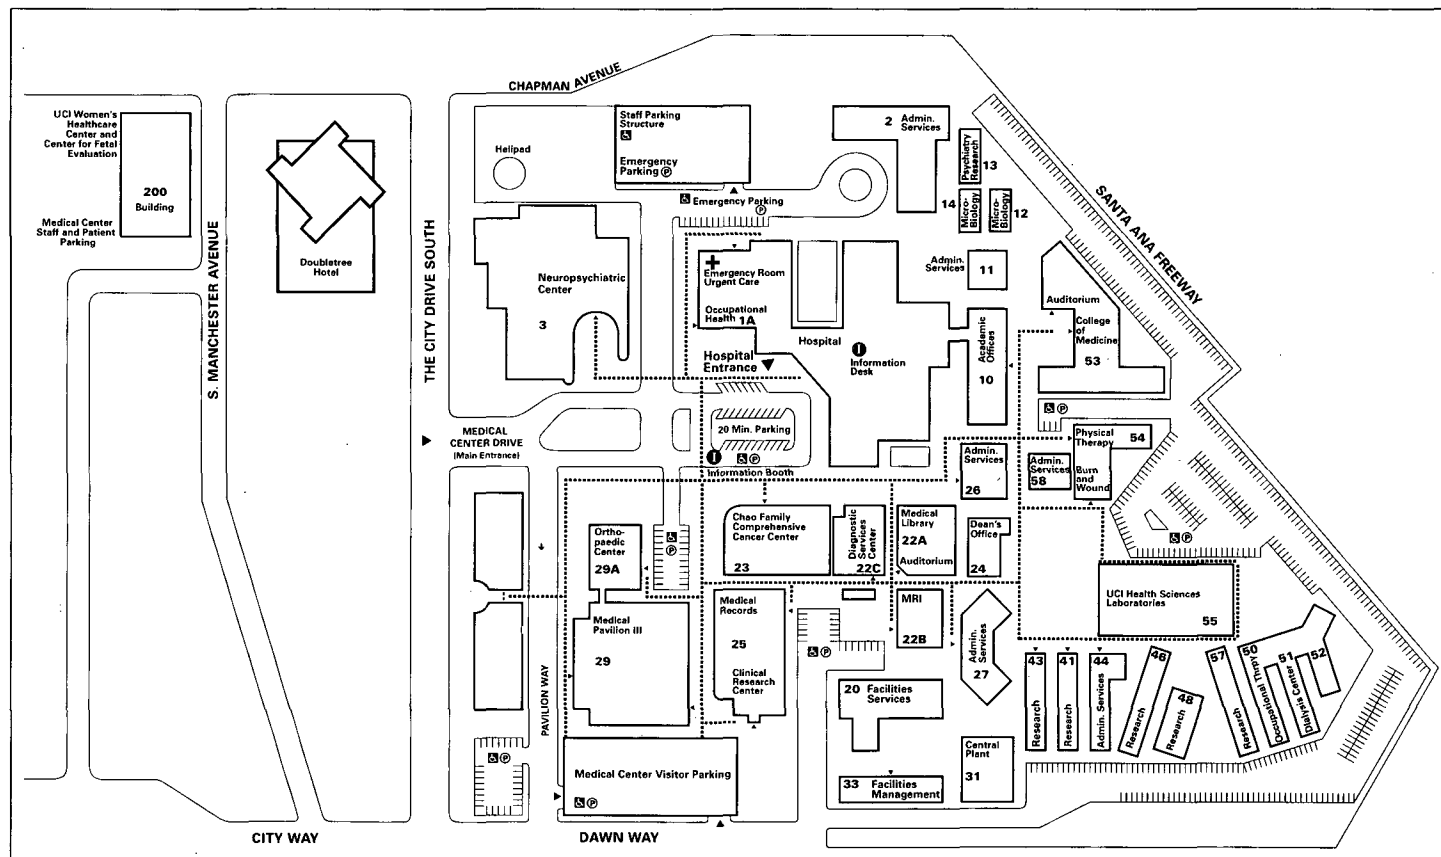 CHAPMAN AVENUE
UCI Women's
Healthcare
Center and
Center for Fetal
Evaluation
200
Building
Medical Center
Staff and Patient
Parking
S. MANCHESTER AVENUE
Doubletree
Hotel
THE CITY DRIVE SOUTH
Helipad
Staff Parking
Structure
Emergency
Parking P
Emergency Parking
P
2 Admin.
Services
Psychiatry
Research
13
14
Micro-
Biology
Micro-
Biology
12
SANTA ANA FREEWAY
Neuropsychiatric
Center
3
Emergency Room
Urgent Care
Occupational
Health 1A
Hospital
Hospital
Entrance
I
Information
Desk
Admin.
Services
11
Academic
Offices
10
Auditorium
College
of
Medicine
53
P
MEDICAL
CENTER DRIVE
(Main Entrance)
20 Min. Parking
I
P
Information Booth
Physical
Therapy
54
Burn
and
Wound
Admin.
Services
58
Admin.
Services
26
Ortho-
paedic
Center
29A
P
Chao Family
Comprehensive
Cancer Center
23
Diagnostic
Services
Center
22C
Medical
Library
22A
Auditorium
Dean's
Office
24
P
UCI Health Sciences
Laboratories
55
Medical
Pavilion III
29
Medical
Records
25
Clinical
Research
Center
MRI
22B
Admin.
Services
27
P
20 Facilities
Services
43
Research
41
Research
44
Admin. Services
46
Research
48
Research
57
Research
50
Occupational Thrpy
51
Dialysis Center
52
PAVILION WAY
P
Medical Center Visitor Parking
P
33 Facilities
Management
Central
Plant
31
CITY WAY
DAWN WAY